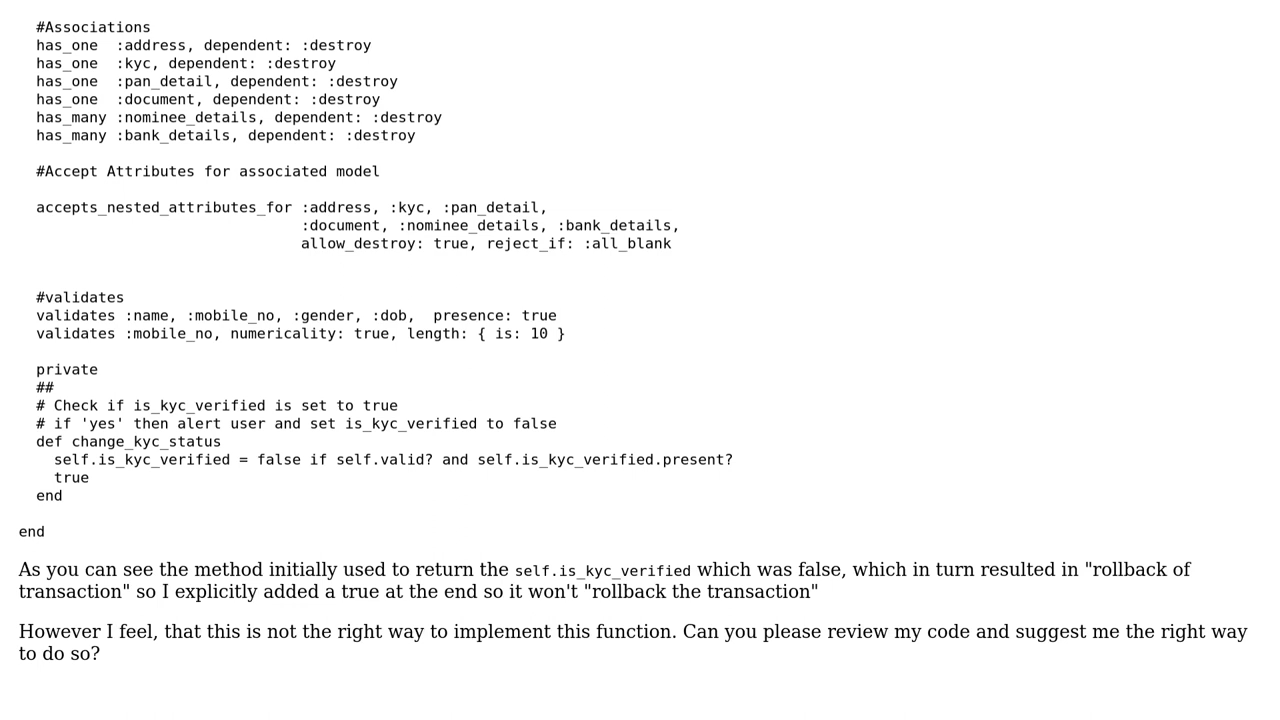 #Associations
has_one  :address, dependent: :destroy
has_one  :kyc, dependent: :destroy
has_one  :pan_detail, dependent: :destroy
has_one  :document, dependent: :destroy
has_many :nominee_details, dependent: :destroy
has_many :bank_details, dependent: :destroy
#Accept Attributes for associated model
accepts_nested_attributes_for :address, :kyc, :pan_detail,
:document, :nominee_details, :bank_details,
allow_destroy: true, reject_if: :all_blank
#validates
validates :name, :mobile_no, :gender, :dob,  presence: true
validates :mobile_no, numericality: true, length: { is: 10 }
private
##
# Check if is_kyc_verified is set to true
# if 'yes' then alert user and set is_kyc_verified to false
def change_kyc_status
self.is_kyc_verified = false if self.valid? and self.is_kyc_verified.present?
true
end
end
As you can see the method initially used to return the self.is_kyc_verified which was false, which in turn resulted in "rollback of
transaction" so I explicitly added a true at the end so it won't "rollback the transaction"
However I feel, that this is not the right way to implement this function. Can you please review my code and suggest me the right way
to do so?